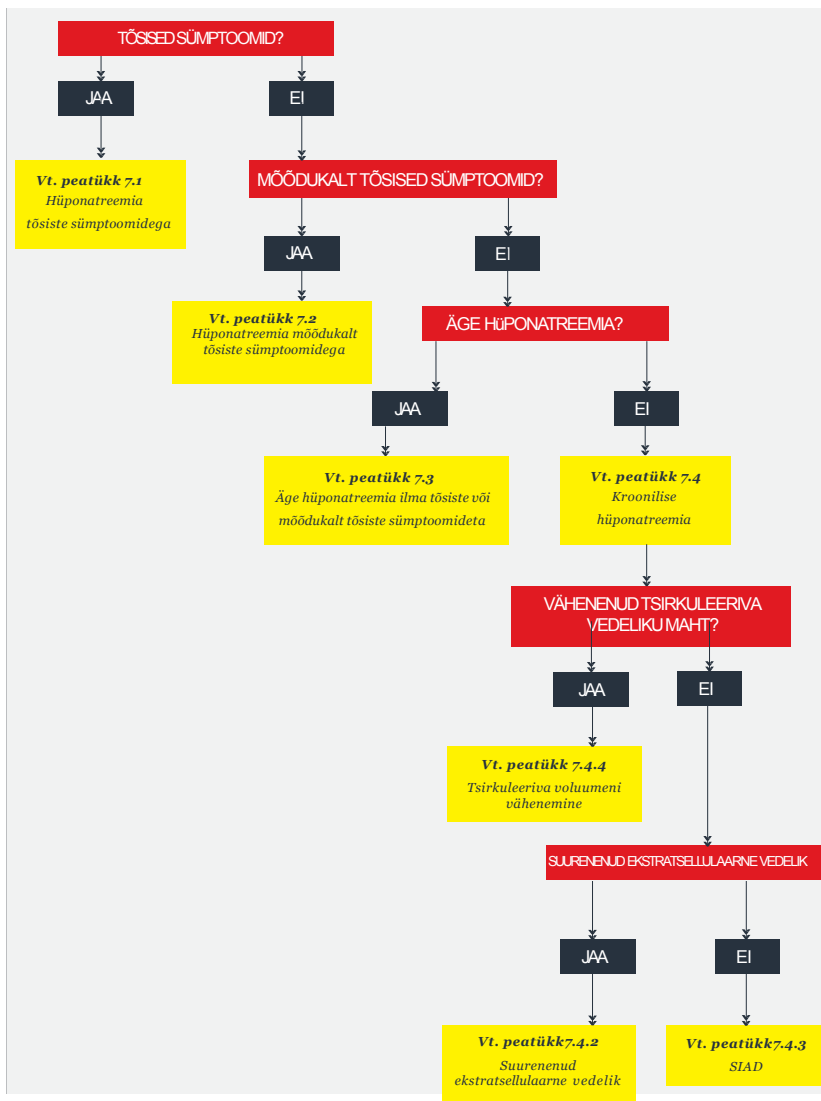 TÕSISED SÜMPTOOMID?
JAA
EI
Vt. peatükk 7.1
Hüponatreemia
tõsiste sümptoomidega
MÕÕDUKALT TÕSISED SÜMPTOOMID?
JAA
EI
Vt. peatükk 7.2
Hüponatreemia mõõdukalt
tõsiste sümptoomidega
ÄGE HüPONATREEMIA?
JAA
EI
Vt. peatükk 7.3
Äge hüponatreemia ilma tõsiste või
mõõdukalt tõsiste sümptoomideta
Vt. peatükk 7.4
Kroonilise
hüponatreemia
VÄHENENUD TSIRKULEERIVA
VEDELIKU MAHT?
JAA
EI
Vt. peatükk 7.4.4
Tsirkuleeriva voluumeni
vähenemine
SUURENENUD EKSTRATSELLULAARNE VEDELIK
JAA
EI
Vt. peatükk7.4.2
Suurenenud
ekstratsellulaarne vedelik
Vt. peatükk7.4.3
SIAD